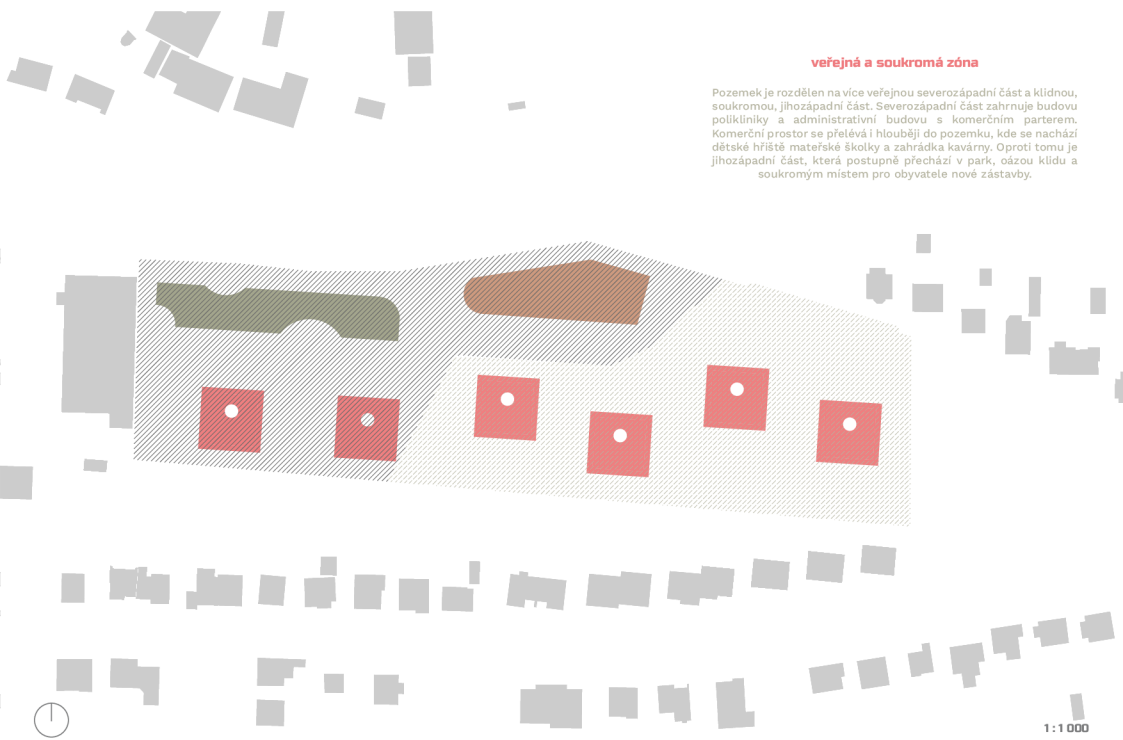 veřejná a soukromá zóna
Pozemek je rozdělen na více veřejnou severozápadní část a klidnou,
soukromou, jihozápadní část. Severozápadní část zahrnuje budovu
polikliniky a administrativní budovu s komerčním parterem.
Komerční prostor se přelévá i hlouběji do pozemku, kde se nachází
dětské hřiště mateřské školky a zahrádka kavárny. Oproti tomu je
jihozápadní část, která postupně přechází v park, oázou klidu a
soukromým místem pro obyvatele nové zástavby.
1:1 000